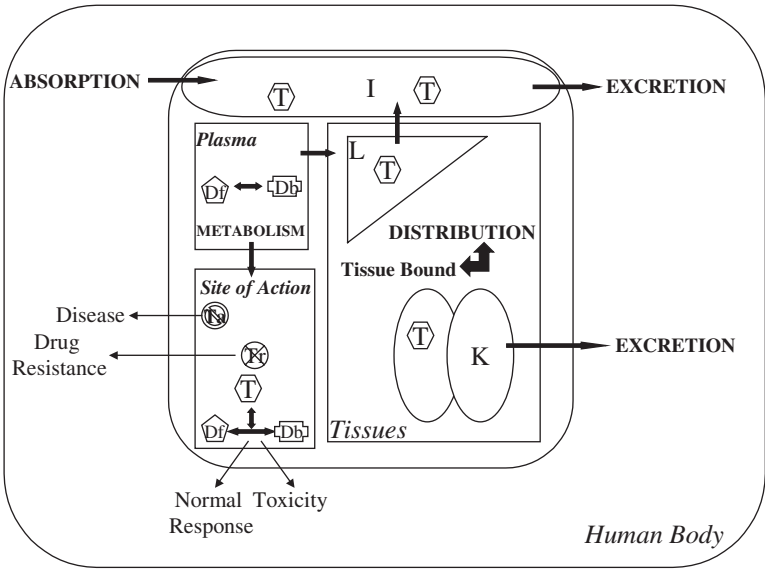 ABSORPTION
T
I
T
EXCRETION
Plasma
L
T
Df
Db
METABOLISM
DISTRIBUTION
Tissue Bound
Site of Action
Disease
Ta
Drug
Resistance
Tr
T
T
K
EXCRETION
Df
Db
Tissues
Normal Toxicity
Response
Human Body